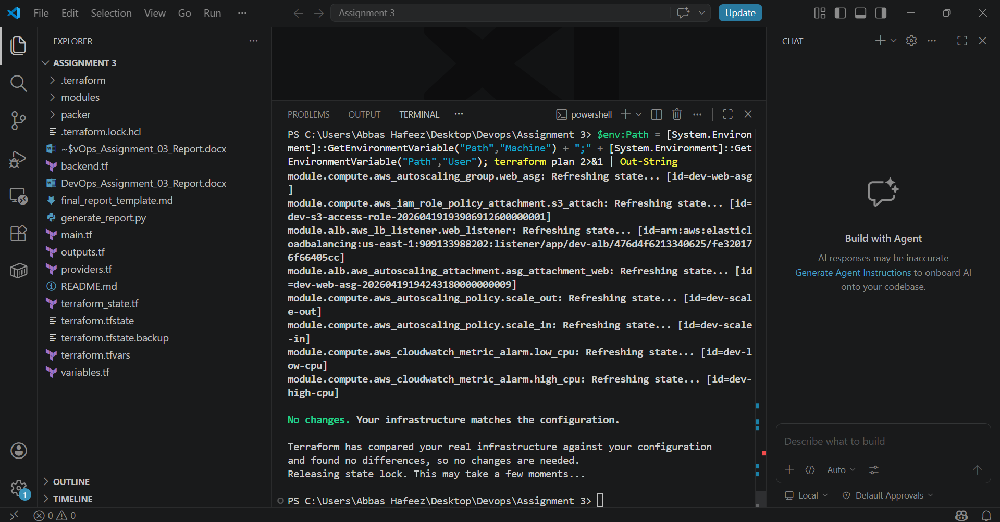 File Edit Selection View Go Run ···
Assignment 3
Update
EXPLORER
ASSIGNMENT 3
.terraform
modules
packer
.terraform.lock.hcl
~$vOps_Assignment_03_Report.docx
backend.tf
DevOps_Assignment_03_Report.docx
final_report_template.md
generate_report.py
main.tf
outputs.tf
providers.tf
README.md
terraform_state.tf
terraform.tfstate
terraform.tfstate.backup
terraform.tfvars
variables.tf
OUTLINE
TIMELINE
1
0 0
PROBLEMS OUTPUT TERMINAL ···
powershell
PS C:\Users\Abbas Hafeez\Desktop\Devops\Assignment 3> $env:Path = [System.Environ
ment]::GetEnvironmentVariable("Path","Machine") + ";" + [System.Environment]::Get
EnvironmentVariable("Path","User"); terraform plan 2>&1 | Out-String
module.compute.aws_autoscaling_group.web_asg: Refreshing state... [id=dev-web-asg
]
module.compute.aws_iam_role_policy_attachment.s3_attach: Refreshing state... [id=
dev-s3-access-role-20260419193906912600000001]
module.alb.aws_lb_listener.web_listener: Refreshing state... [id=arn:aws:elasticl
oadbalancing:us-east-1:909133988202:listener/app/dev-alb/476d4f6213340625/fe32017
6f66405cc]
module.alb.aws_autoscaling_attachment.asg_attachment_web: Refreshing state... [id
=dev-web-asg-20260419194243180000000009]
module.compute.aws_autoscaling_policy.scale_out: Refreshing state... [id=dev-scal
e-out]
module.compute.aws_autoscaling_policy.scale_in: Refreshing state... [id=dev-scale
-in]
module.compute.aws_cloudwatch_metric_alarm.low_cpu: Refreshing state... [id=dev-l
ow-cpu]
module.compute.aws_cloudwatch_metric_alarm.high_cpu: Refreshing state... [id=dev-
high-cpu]
No changes. Your infrastructure matches the configuration.
Terraform has compared your real infrastructure against your configuration
and found no differences, so no changes are needed.
Releasing state lock. This may take a few moments...
PS C:\Users\Abbas Hafeez\Desktop\Devops\Assignment 3>
CHAT
Build with Agent
AI responses may be inaccurate
Generate Agent Instructions to onboard AI
onto your codebase.
Describe what to build
Auto
Local Default Approvals